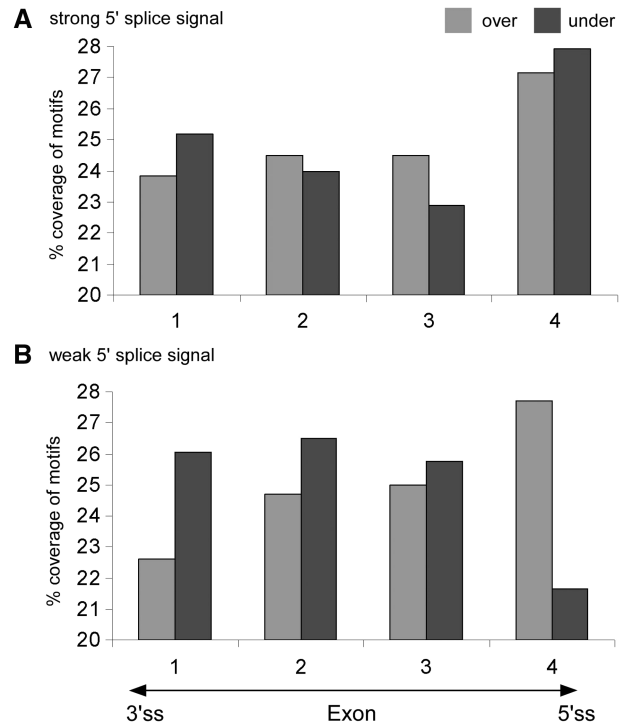 A strong 5' splice signal
over under
% coverage of motifs
28
27
26
25
24
23
22
21
20
1 2 3 4
B weak 5' splice signal
% coverage of motifs
28
27
26
25
24
23
22
21
20
1 2 3 4
3'ss Exon 5'ss